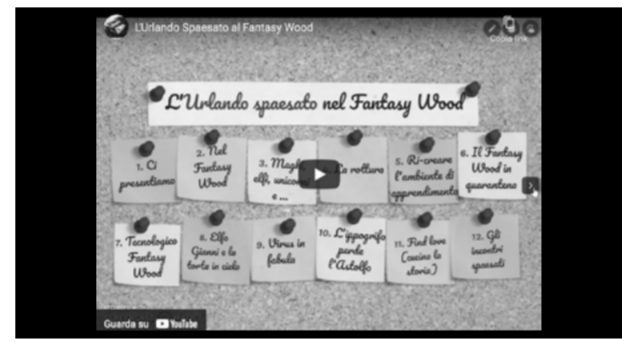 L'Urlando Spaesato al Fantasy Wood
Copia link
L'Urlando spaesato nel Fantasy Wood
1. Ci
presentiamo
2. Nel
Fantasy
Wood
3. Maghi,
elfi, unicorni
e ...
La rottura
5. Ri-creare
l'ambiente di
apprendimento
6. Il Fantasy
Wood in
quarantena
7. Tecnologico
Fantasy
Wood
8. Elfo
Gianni e la
torta in cielo
9. Virus in
fabula
10. L'ippogrifo
perde
l'Astolfo
11. Find love
(cucina la
storia)
12. Gli
incontri
spaesati
Guarda su YouTube